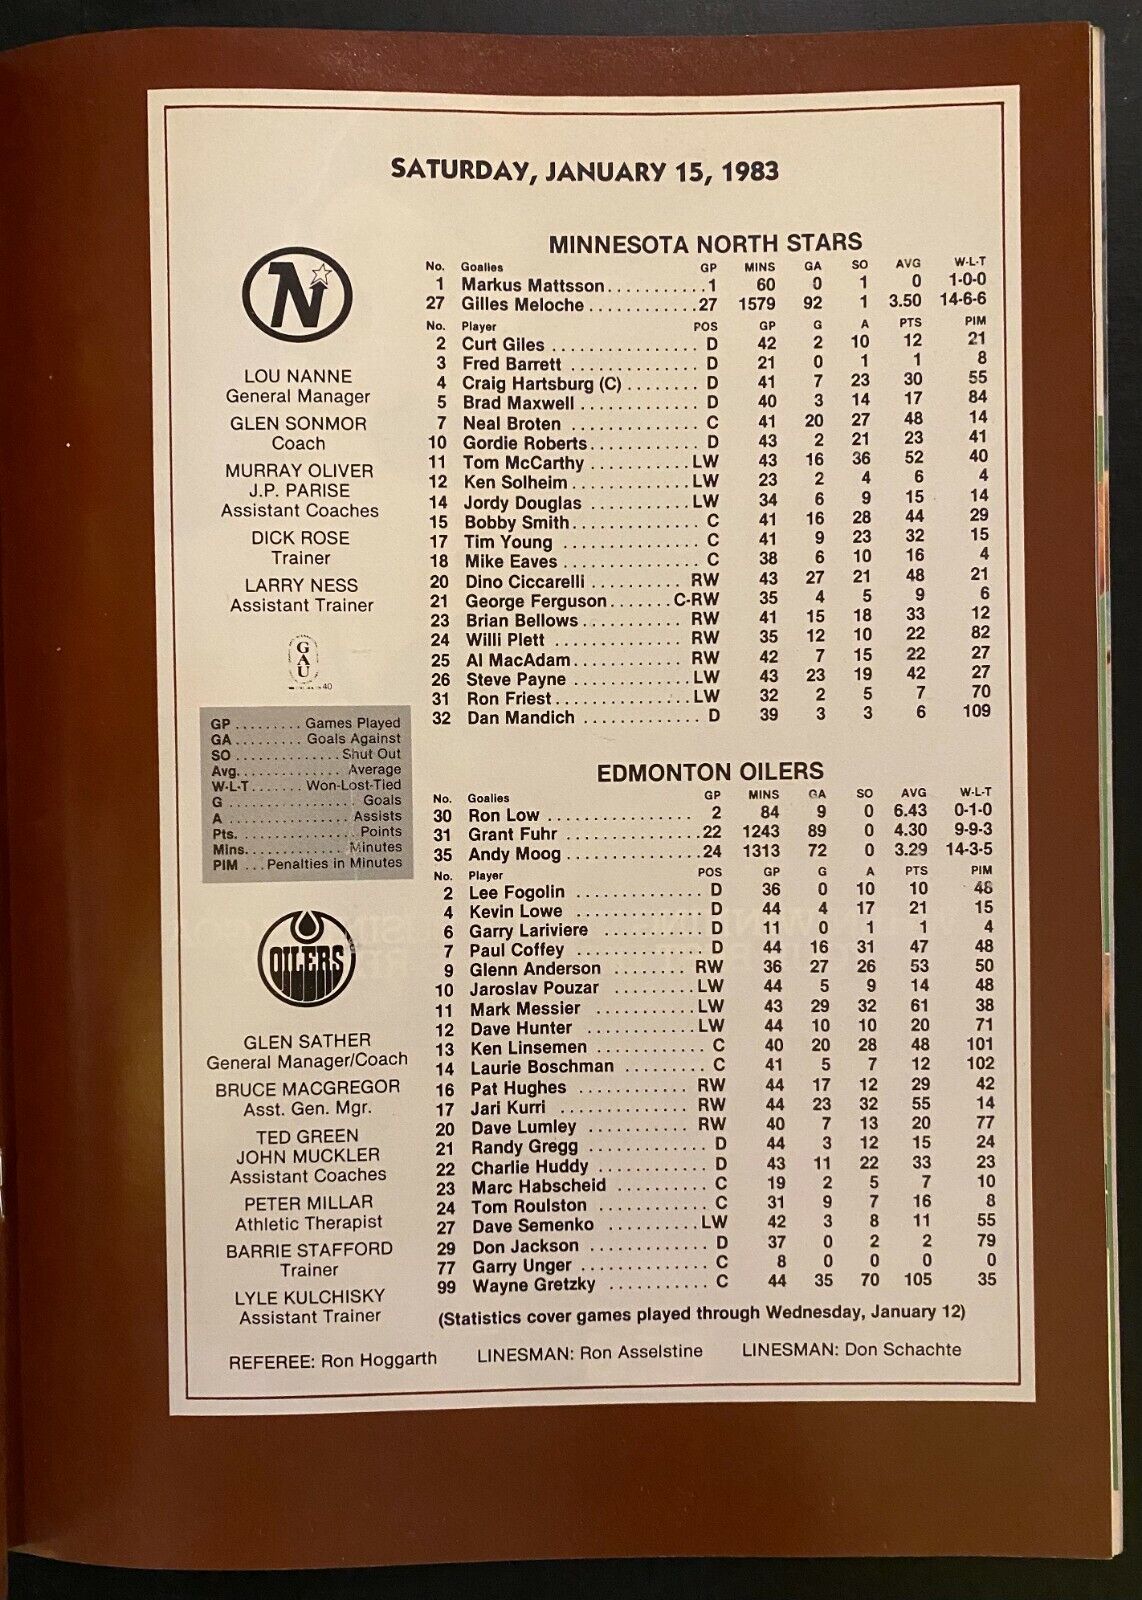 SATURDAY, JANUARY 15, 1983
N
LOU NANNE
General Manager
GLEN SONMOR
Coach
MURRAY OLIVER
J.P. PARISE
Assistant Coaches
DICK ROSE
Trainer
LARRY NESS
Assistant Trainer
GAU
40
GP ......... Games Played
GA ......... Goals Against
SO .............. Shut Out
Avg. ............. Average
W-L-T ....... Won-Lost-Tied
G .................. Goals
A ................ Assists
Pts. .............. Points
Mins. ............ Minutes
PIM ... Penalties in Minutes
OILERS
GLEN SATHER
General Manager/Coach
BRUCE MACGREGOR
Asst. Gen. Mgr.
TED GREEN
JOHN MUCKLER
Assistant Coaches
PETER MILLAR
Athletic Therapist
BARRIE STAFFORD
Trainer
LYLE KULCHISKY
Assistant Trainer
MINNESOTA NORTH STARS
No. Goalies GP MINS GA SO AVG W-L-T
1 Markus Mattsson 1 60 0 1 0 1-0-0
27 Gilles Meloche 27 1579 92 1 3.50 14-6-6
No. Player POS GP G A PTS PIM
2 Curt Giles D 42 2 10 12 21
3 Fred Barrett D 21 0 1 1 8
4 Craig Hartsburg (C) D 41 7 23 30 55
5 Brad Maxwell D 40 3 14 17 84
7 Neal Broten C 41 20 27 48 14
10 Gordie Roberts D 43 2 21 23 41
11 Tom McCarthy LW 43 16 36 52 40
12 Ken Solheim LW 23 2 4 6 4
14 Jordy Douglas LW 34 6 9 15 14
15 Bobby Smith C 41 16 28 44 29
17 Tim Young C 41 9 23 32 15
18 Mike Eaves C 38 6 10 16 4
20 Dino Ciccarelli RW 43 27 21 48 21
21 George Ferguson C-RW 35 4 5 9 6
23 Brian Bellows RW 41 15 18 33 12
24 Willi Plett RW 35 12 10 22 82
25 Al MacAdam RW 42 7 15 22 27
26 Steve Payne LW 43 23 19 42 27
31 Ron Friest LW 32 2 5 7 70
32 Dan Mandich D 39 3 3 6 109
EDMONTON OILERS
No. Goalies GP MINS GA SO AVG W-L-T
30 Ron Low 2 84 9 0 6.43 0-1-0
31 Grant Fuhr 22 1243 89 0 4.30 9-9-3
35 Andy Moog 24 1313 72 0 3.29 14-3-5
No. Player POS GP G A PTS PIM
2 Lee Fogolin D 36 0 10 10 46
4 Kevin Lowe D 44 4 17 21 15
6 Garry Lariviere D 11 0 1 1 4
7 Paul Coffey D 44 16 31 47 48
9 Glenn Anderson RW 36 27 26 53 50
10 Jaroslav Pouzar LW 44 5 9 14 48
11 Mark Messier LW 43 29 32 61 38
12 Dave Hunter LW 44 10 10 20 71
13 Ken Linsemen C 40 20 28 48 101
14 Laurie Boschman C 41 5 7 12 102
16 Pat Hughes RW 44 17 12 29 42
17 Jari Kurri RW 44 23 32 55 14
20 Dave Lumley RW 40 7 13 20 77
21 Randy Gregg D 44 3 12 15 24
22 Charlie Huddy D 43 11 22 33 23
23 Marc Habscheid C 19 2 5 7 10
24 Tom Roulston C 31 9 7 16 8
27 Dave Semenko LW 42 3 8 11 55
29 Don Jackson D 37 0 2 2 79
77 Garry Unger C 8 0 0 0 0
99 Wayne Gretzky C 44 35 70 105 35
(Statistics cover games played through Wednesday, January 12)
REFEREE: Ron Hoggarth LINESMAN: Ron Asselstine LINESMAN: Don Schachte